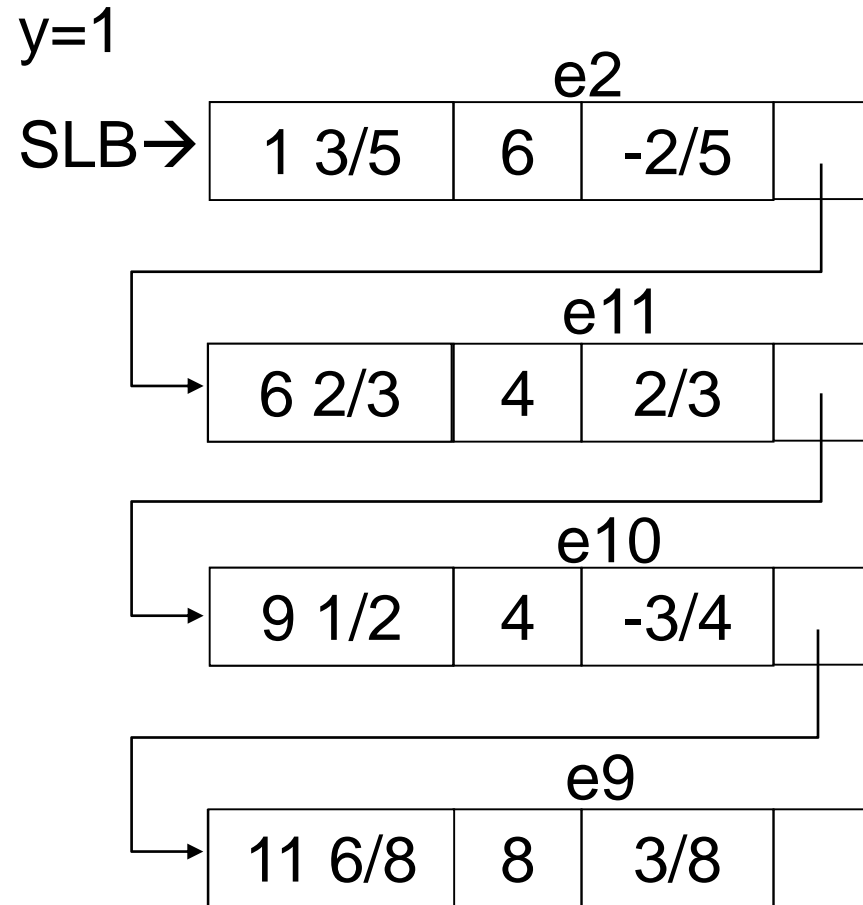 y=1
e2
SLB→ 1 3/5 6 -2/5
e11
6 2/3 4 2/3
e10
9 1/2 4 -3/4
e9
11 6/8 8 3/8